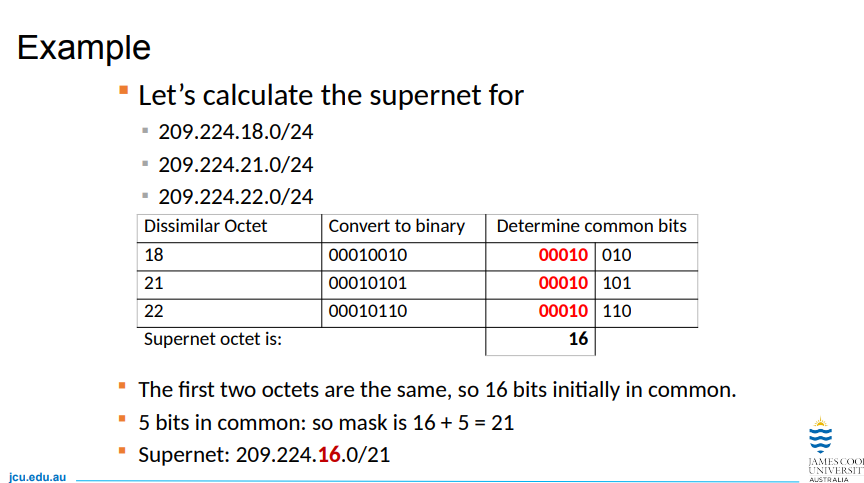 Example
Let's calculate the supernet for
209.224.18.0/24
209.224.21.0/24
209.224.22.0/24
Dissimilar Octet Convert to binary Determine common bits
18 00010010 00010 010
21 00010101 00010 101
22 00010110 00010 110
Supernet octet is: 16
The first two octets are the same, so 16 bits initially in common.
5 bits in common: so mask is 16 + 5 = 21
Supernet: 209.224.16.0/21
JAMES COO
UNIVERSIT
AUSTRALIA
jcu.edu.au